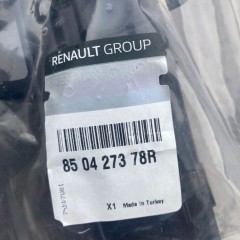 RENAULT GROUP
85 04 273 78R
X1 Made in Turkey